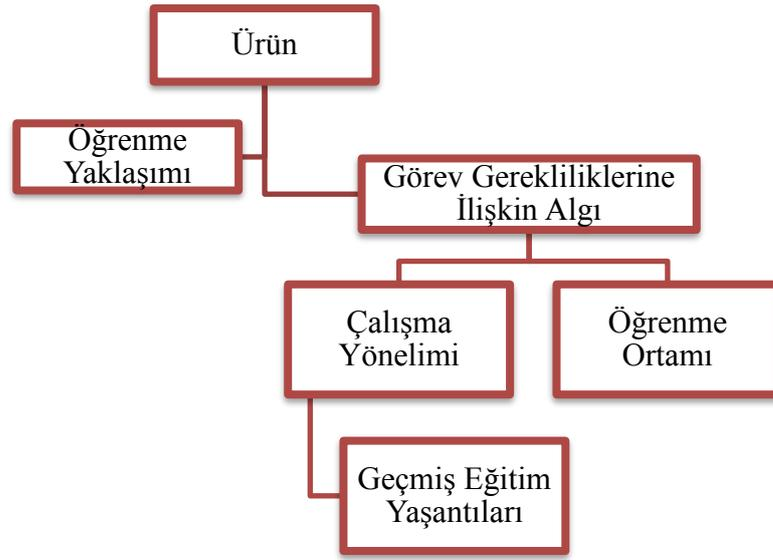 Ürün
Öğrenme
Yaklaşımı
Görev Gerekliliklerine
İlişkin Algı
Çalışma
Yönelimi
Öğrenme
Ortamı
Geçmiş Eğitim
Yaşantıları